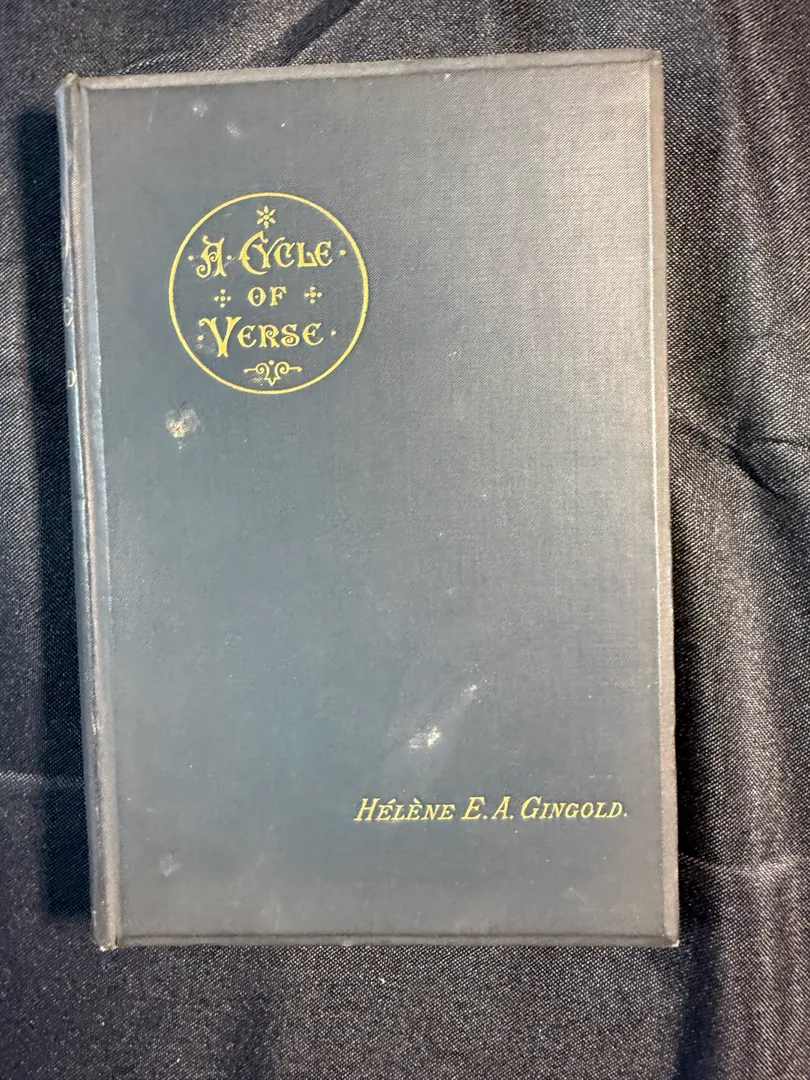 A CYCLE
OF
VERSE
HÉLÈNE E. A. GINGOLD.